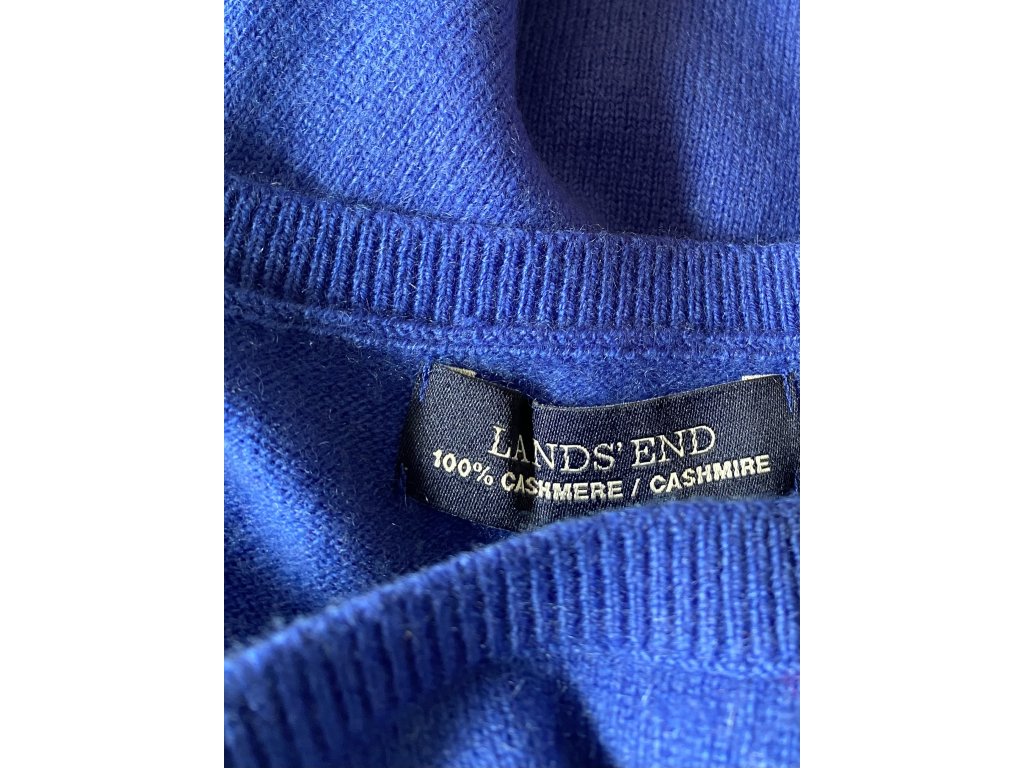 LANDS' END
100% CASHMERE / CASHMIRE